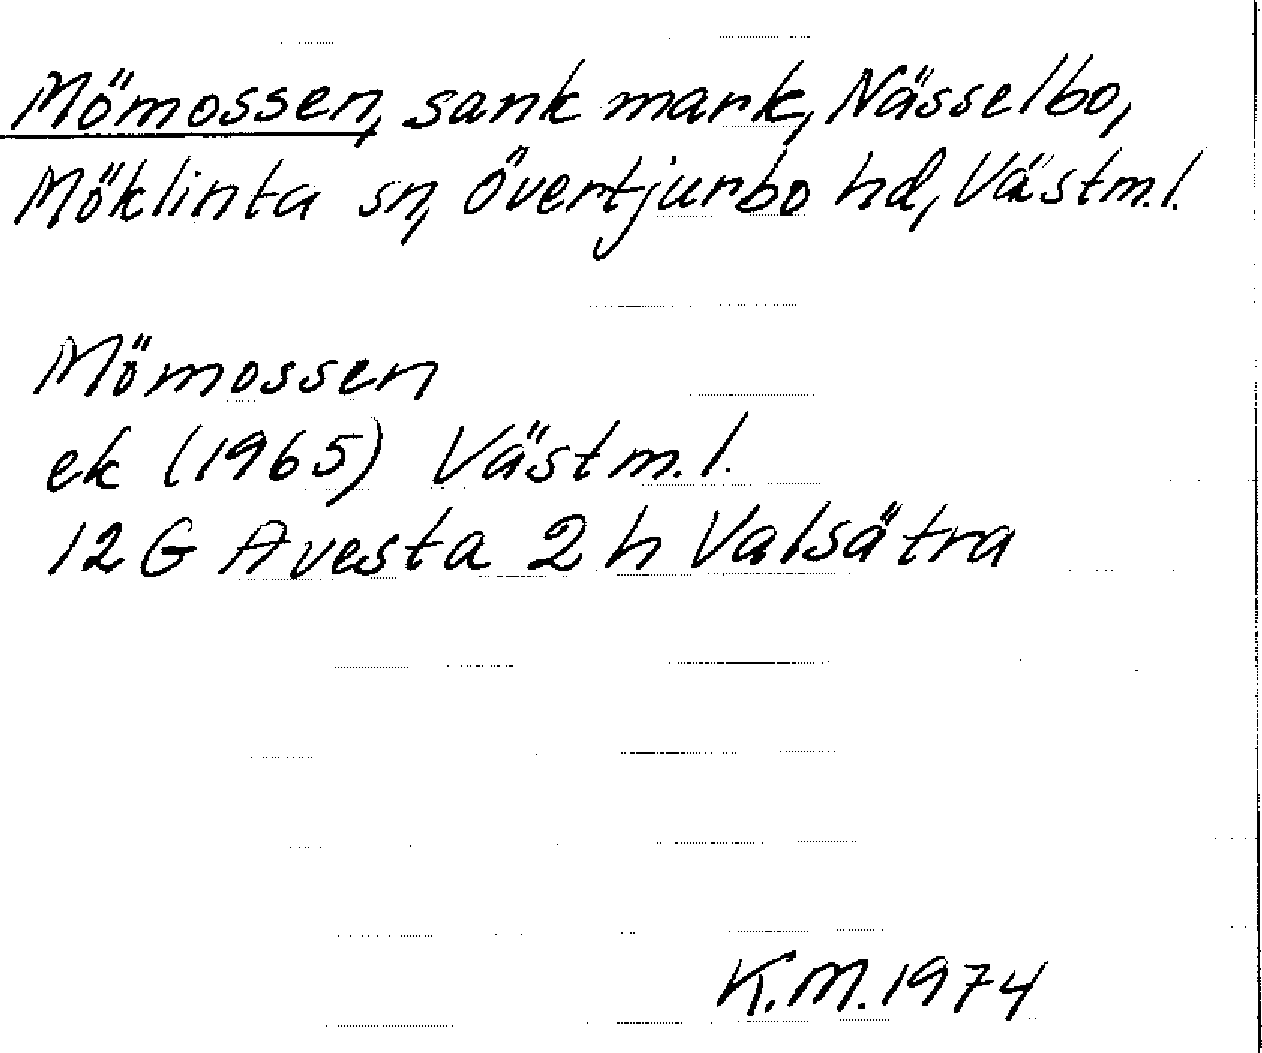 Mömossen, sank mark, Nässelbo,
Möklinta sn, Övertjurbo hd, Västm.l.
Mömossen
ek (1965) Västm.l.
12 G Avesta 2 h Valsätra
K.M. 1974